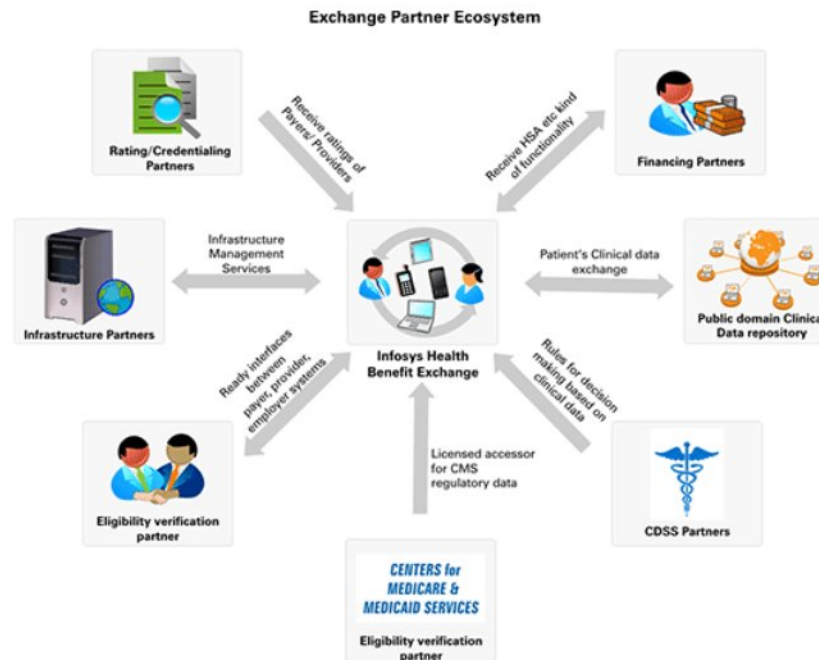 Exchange Partner Ecosystem
Rating/Credentialing
Partners
Receive ratings of
Payers/ Providers
Receive HSA etc kind
of functionality
Financing Partners
Infrastructure Partners
Infrastructure
Management
Services
Infosys Health
Benefit Exchange
Patient's Clinical data
exchange
Public domain Clinical
Data repository
Ready interfaces
between
payer, provider,
employer systems
Rules for decision
making based on
clinical data
Eligibility verification
partner
Licensed accessor
for CMS
regulatory data
CDSS Partners
CENTERS for
MEDICARE &
MEDICAID SERVICES
Eligibility verification
partner